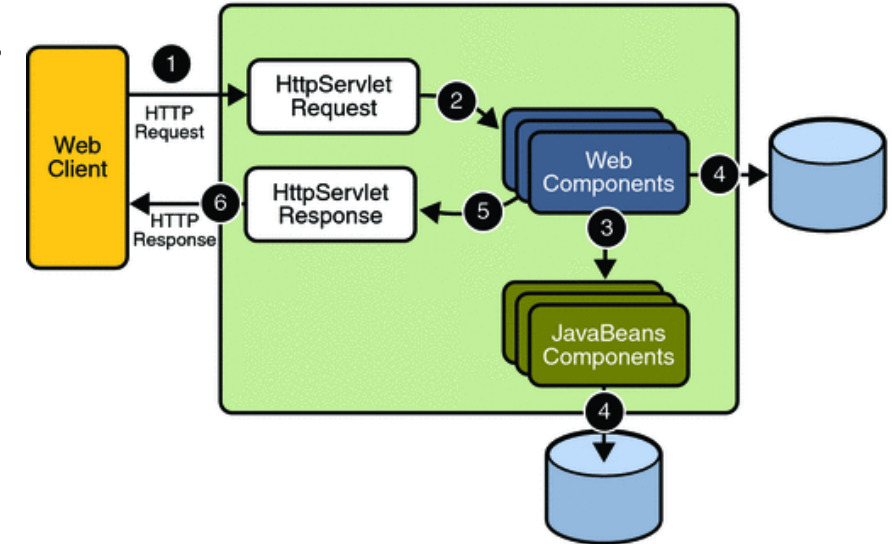 1
HTTP
Request
Web
Client
HttpServlet
Request
2
Web
Components
4
HttpServlet
Response
5
6
HTTP
Response
3
JavaBeans
Components
4